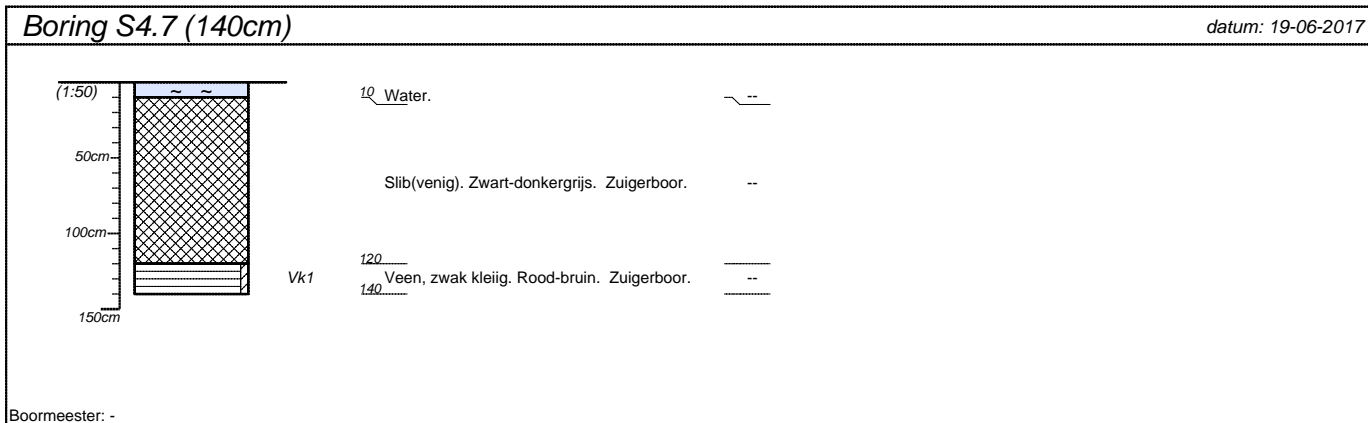 Boring S4.7 (140cm) datum: 19-06-2017
(1:50) ~ ~ 10 Water. --
50cm
Slib(venig). Zwart-donkergrijs. Zuigerboor. --
100cm
120
Vk1 Veen, zwak kleiig. Rood-bruin. Zuigerboor. --
140
150cm
Boormeester: -